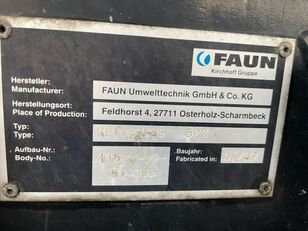 FAUN
Kirchhoff Gruppe
Hersteller:
Manufacturer:
FAUN Umwelttechnik GmbH & Co. KG
Herstellungsort:
Place of Production:
Feldhorst 4, 27711 Osterholz-Scharmbeck
Typ:
Type:
522
Aufbau-Nr.:
Body-No.:
Baujahr:
Fabricated in: